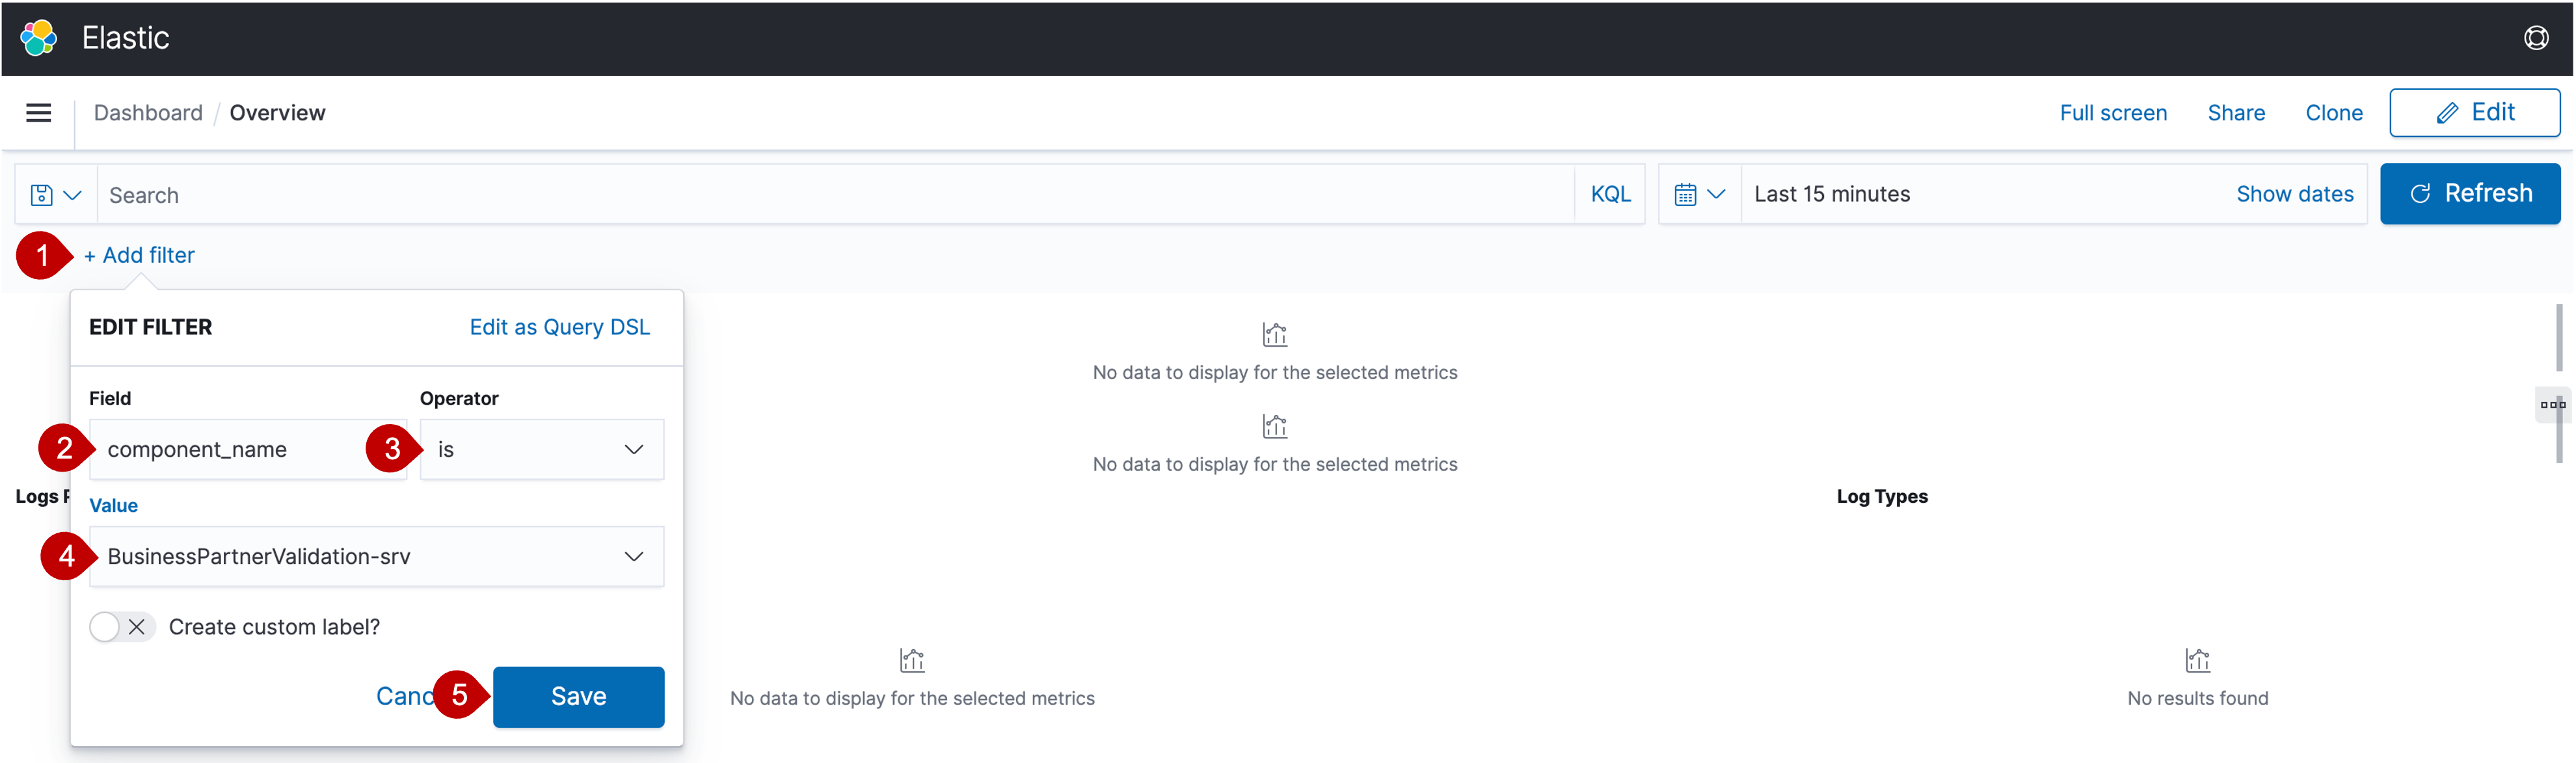 Elastic
Dashboard / Overview
Full screen Share Clone Edit
Search KQL Last 15 minutes Show dates Refresh
1 + Add filter
EDIT FILTER Edit as Query DSL
Field Operator
2 component_name 3 is
Value
4 BusinessPartnerValidation-srv
Create custom label?
Canc 5 Save
No data to display for the selected metrics
No data to display for the selected metrics
Logs
Log Types
No data to display for the selected metrics
No results found